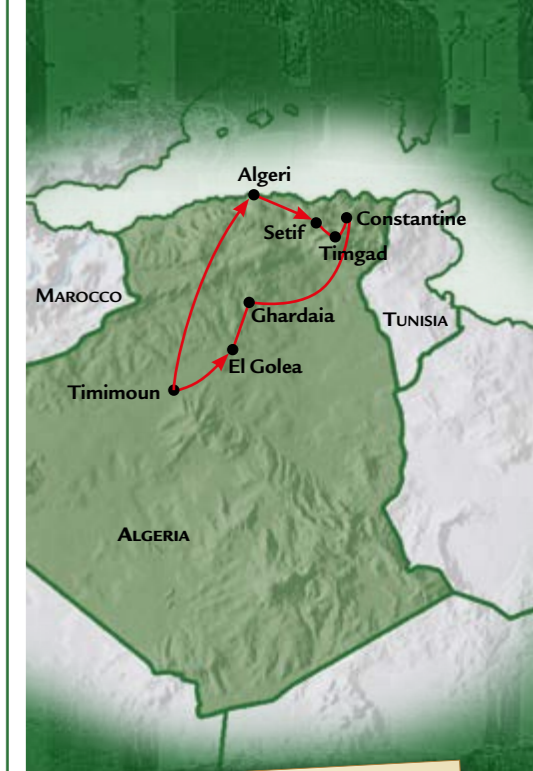 Algeri
Constantine
Setif
Timgad
MAROCCO
Ghardaia
TUNISIA
El Golea
Timimoun
ALGERIA